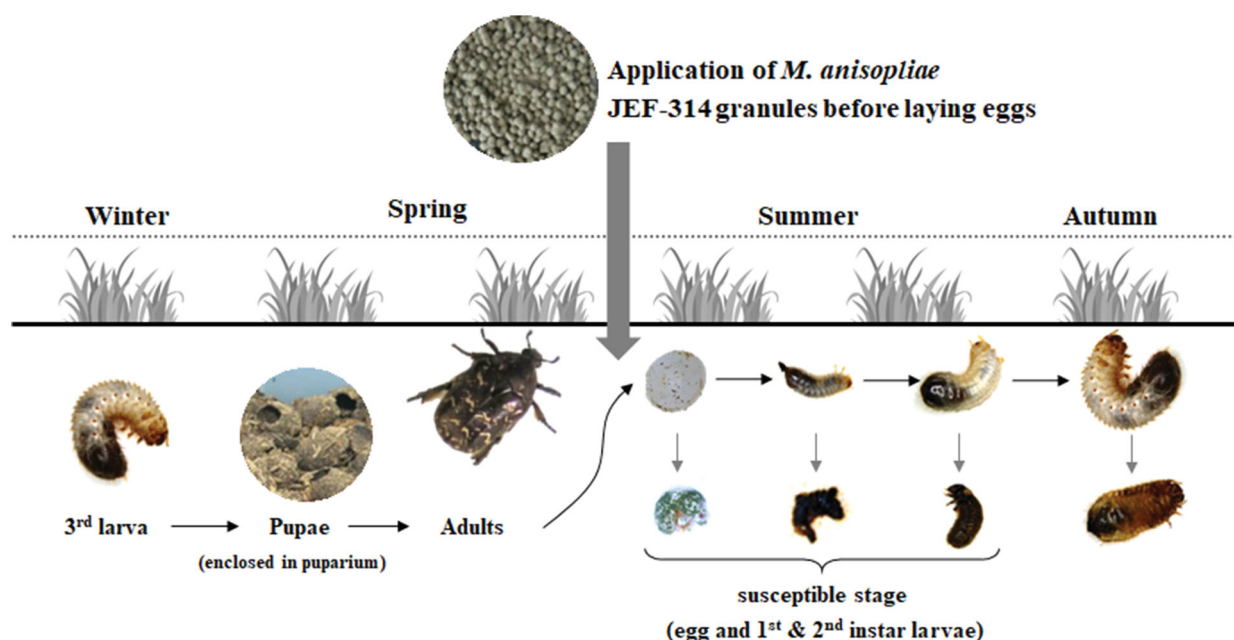 Application of M. anisopliae
JEF-314 granules before laying eggs
Winter
Spring
Summer
Autumn
3rd larva
Pupae
(enclosed in puparium)
Adults
susceptible stage
(egg and 1st & 2nd instar larvae)